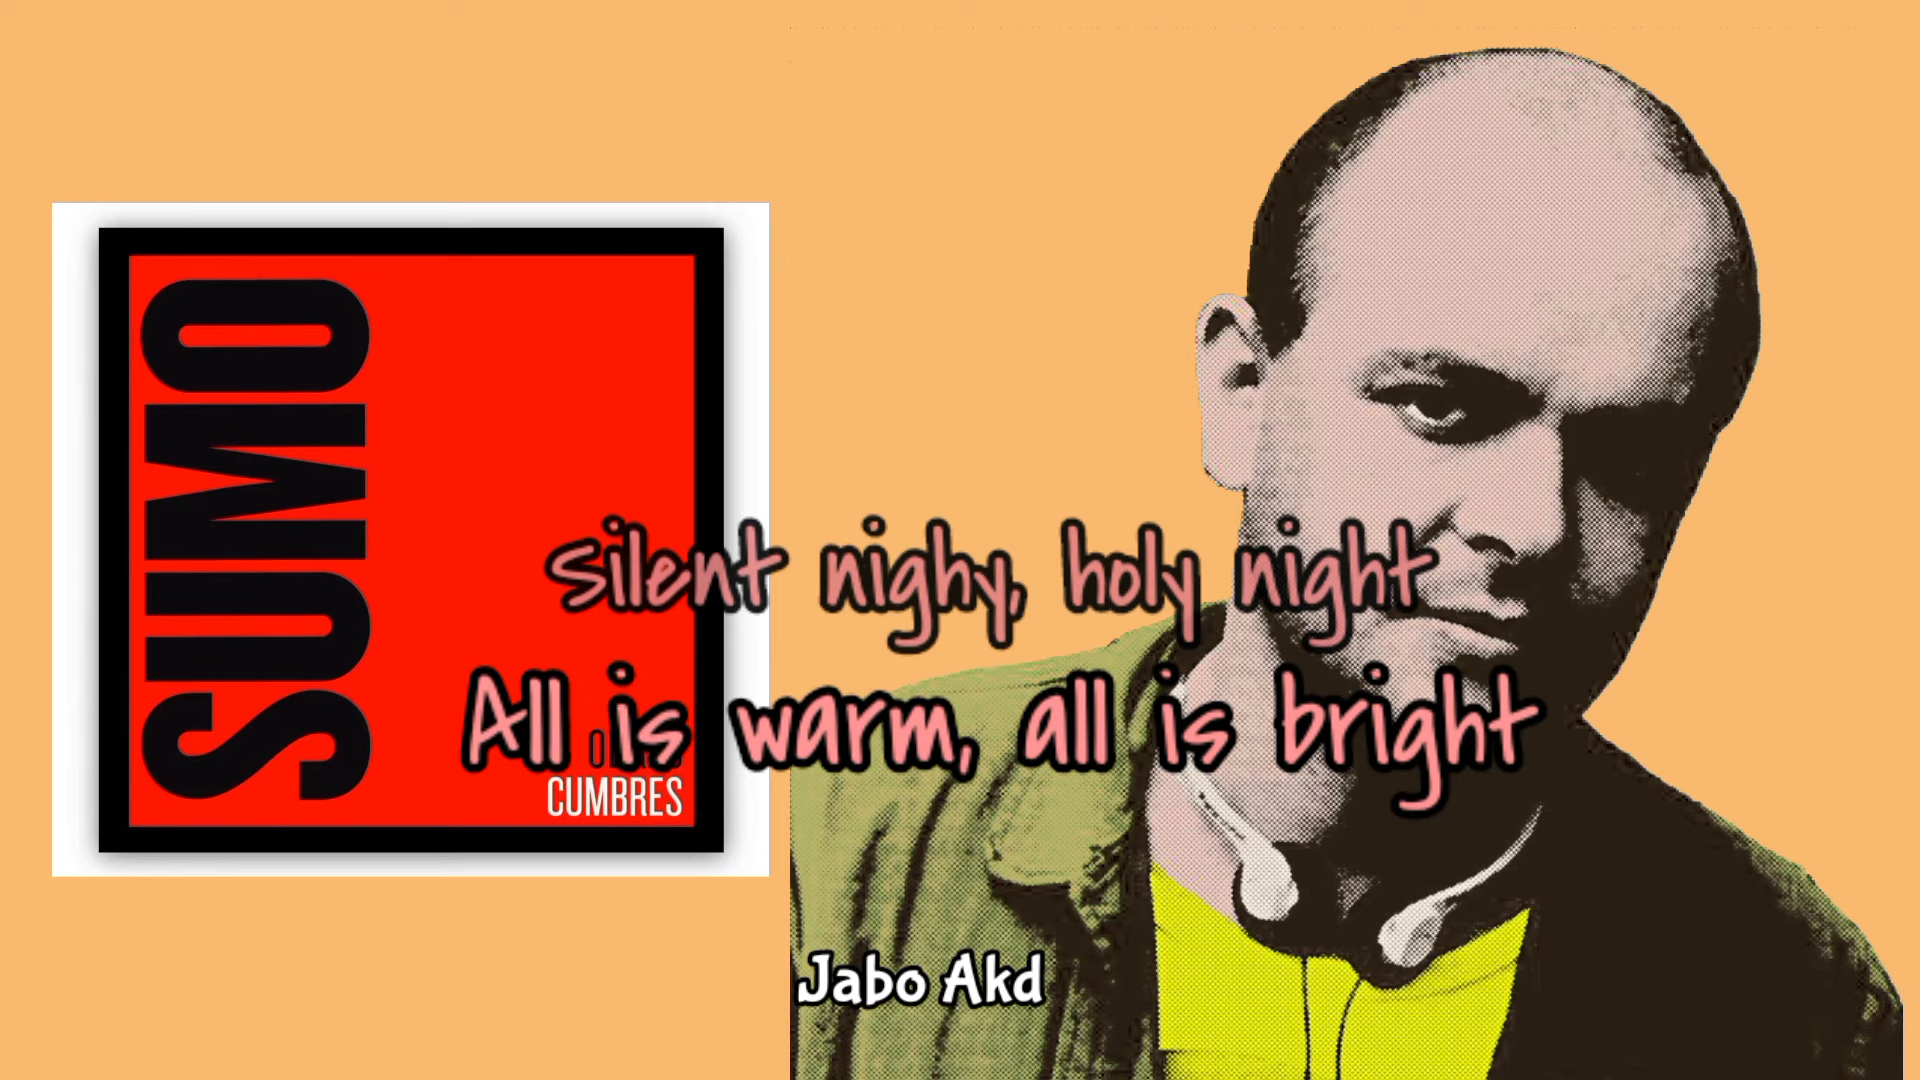 SUMO
CUMBRES
Silent nighy, holy night
All is warm, all is bright
Jabo Akd